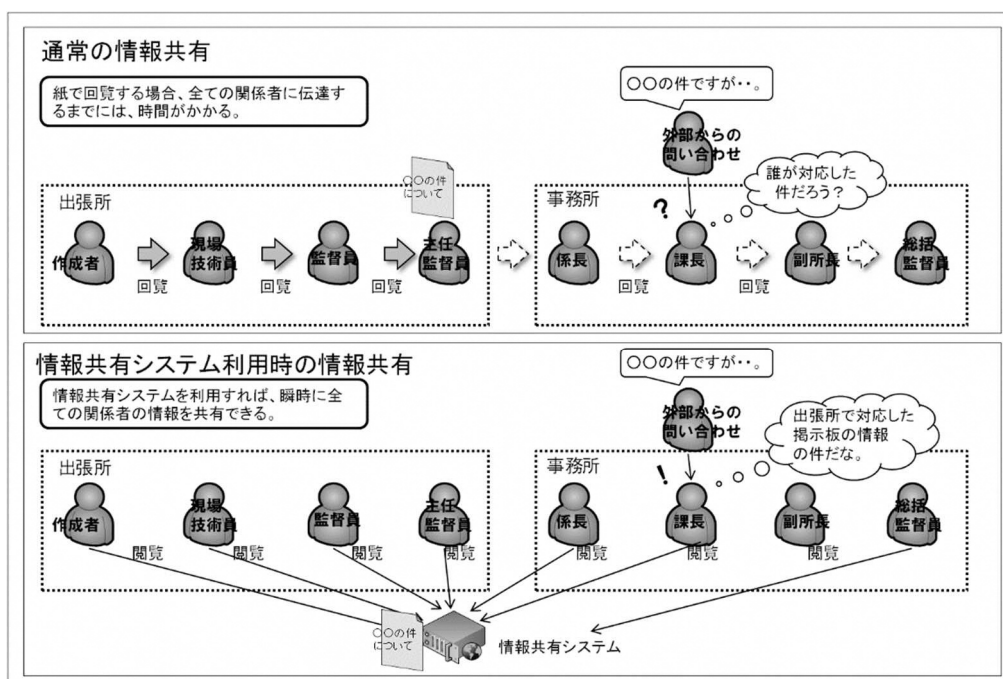 通常の情報共有
紙で回覧する場合、全ての関係者に伝達す
るまでには、時間がかかる。
〇〇の件ですが・・。
外部からの
問い合わせ
誰が対応した
件だろう？
？
〇〇の件
について
出張所
作成者
回覧
現場
技術員
回覧
監督員
回覧
主任
監督員
事務所
係長
回覧
課長
回覧
副所長
総括
監督員
情報共有システム利用時の情報共有
情報共有システムを利用すれば、瞬時に全
ての関係者の情報を共有できる。
〇〇の件ですが・・。
外部からの
問い合わせ
出張所で対応した
掲示板の情報
の件だな。
！
出張所
作成者
閲覧
現場
技術員
閲覧
監督員
閲覧
主任
監督員
閲覧
事務所
係長
閲覧
課長
閲覧
副所長
閲覧
総括
監督員
〇〇の件
について
情報共有システム